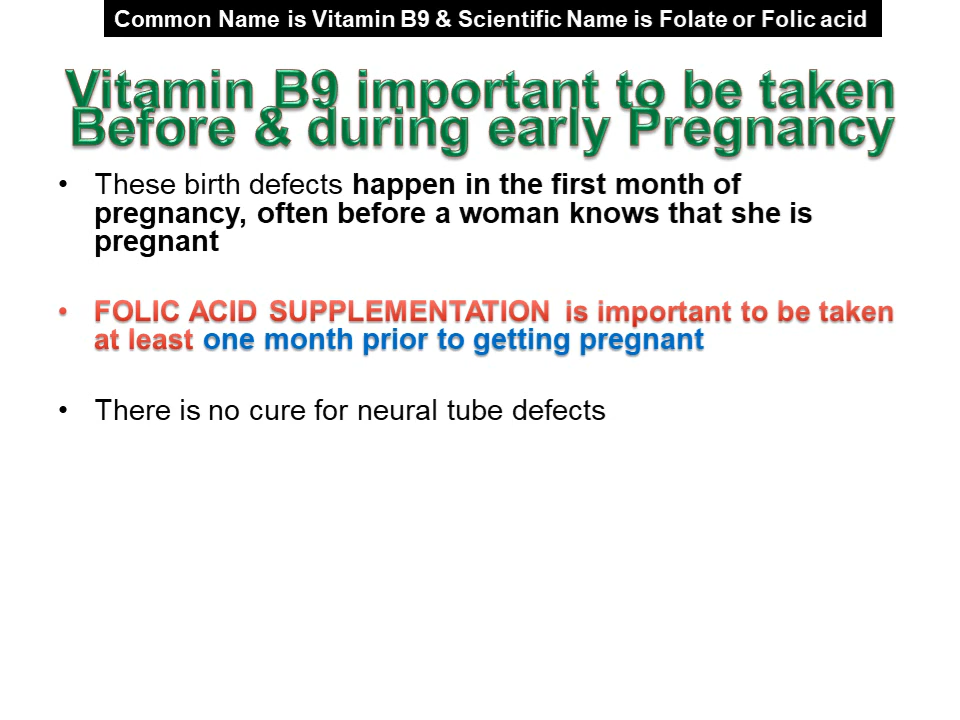 Common Name is Vitamin B9 & Scientific Name is Folate or Folic acid
Vitamin B9 important to be taken
Before & during early Pregnancy
• These birth defects happen in the first month of
pregnancy, often before a woman knows that she is
pregnant
• FOLIC ACID SUPPLEMENTATION is important to be taken
at least one month prior to getting pregnant
• There is no cure for neural tube defects